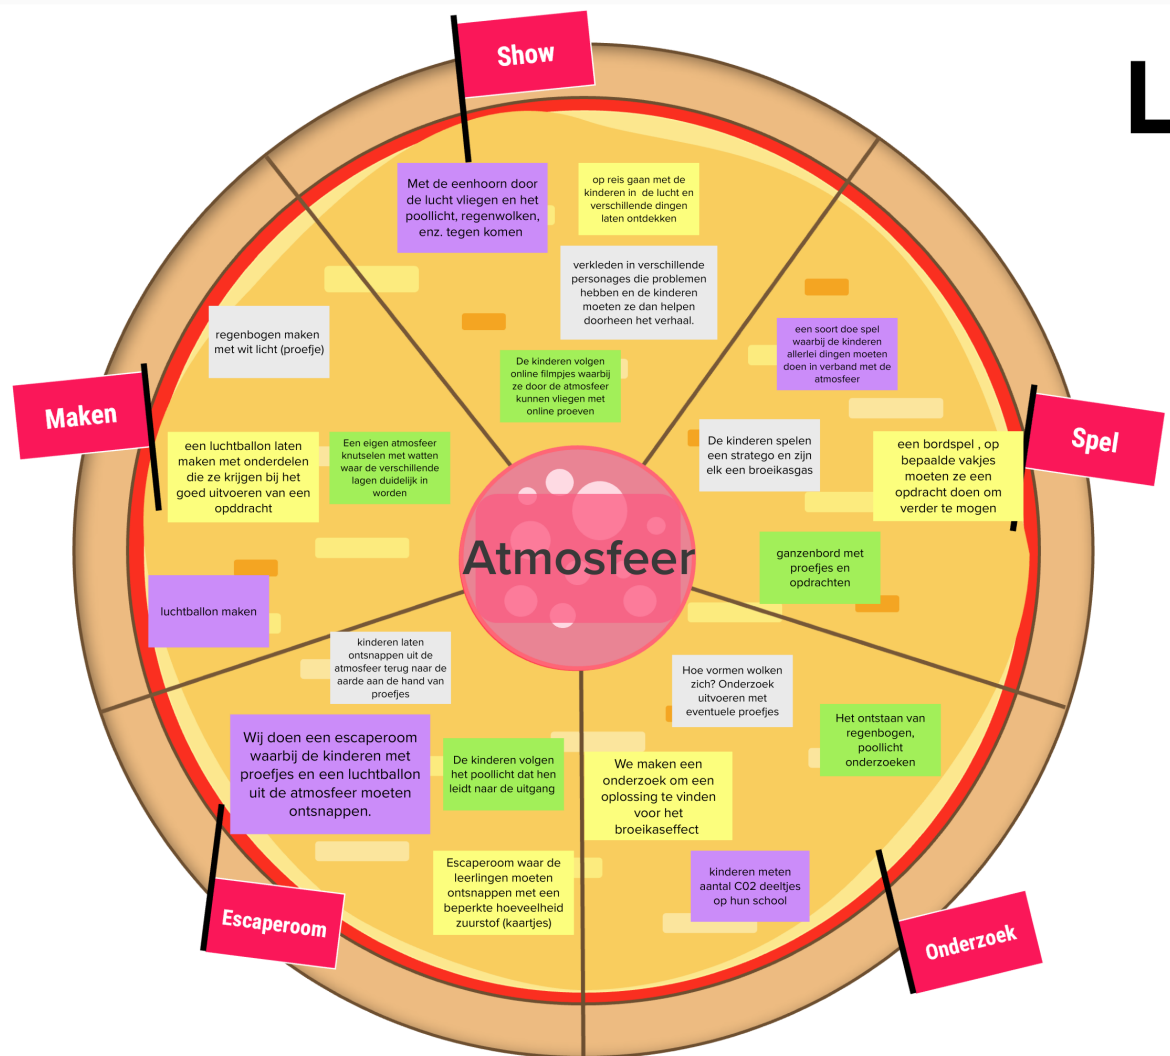 Show
L
Met de eenhoorn door
de lucht vliegen en het
poollicht, regenwolken,
enz. tegen komen
op reis gaan met de
kinderen in de lucht en
verschillende dingen
laten ontdekken
verkleden in verschillende
personages die problemen
hebben en de kinderen
moeten ze dan helpen
doorheen het verhaal.
De kinderen volgen
online filmpjes waarbij
ze door de atmosfeer
kunnen vliegen met
online proeven
Maken
regenbogen maken
met wit licht (proefje)
een luchtballon laten
maken met onderdelen
die ze krijgen bij het
goed uitvoeren van een
opddracht
Een eigen atmosfeer
knutselen met watten
waar de verschillende
lagen duidelijk in
worden
luchtballon maken
Spel
een soort doe spel
waarbij de kinderen
allerlei dingen moeten
doen in verband met de
atmosfeer
De kinderen spelen
een stratego en zijn
elk een broeikasgas
een bordspel , op
bepaalde vakjes
moeten ze een
opdracht doen om
verder te mogen
ganzenbord met
proefjes en
opdrachten
Atmosfeer
Escaperoom
kinderen laten
ontsnappen uit de
atmosfeer terug naar de
aarde aan de hand van
proefjes
Wij doen een escaperoom
waarbij de kinderen met
proefjes en een luchtballon
uit de atmosfeer moeten
ontsnappen.
De kinderen volgen
het poollicht dat hen
leidt naar de uitgang
Escaperoom waar de
leerlingen moeten
ontsnappen met een
beperkte hoeveelheid
zuurstof (kaartjes)
Onderzoek
Hoe vormen wolken
zich? Onderzoek
uitvoeren met
eventuele proefjes
Het ontstaan van
regenbogen,
poollicht
onderzoeken
We maken een
onderzoek om een
oplossing te vinden
voor het
broeikaseffect
kinderen meten
aantal C02 deeltjes
op hun school